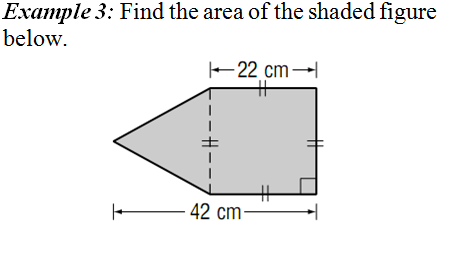 Example 3: Find the area of the shaded figure
below.
22 cm
42 cm